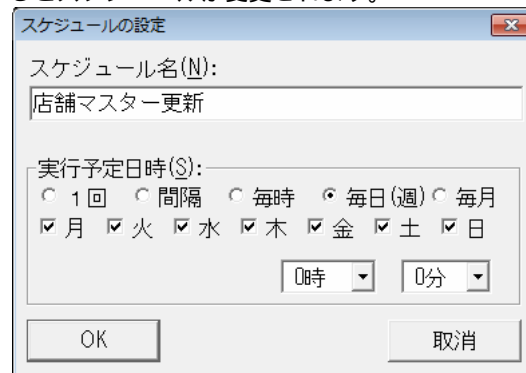 スケジュールの設定
スケジュール名(N):
店舗マスター更新
実行予定日時(S):
1回 間隔 毎時 毎日(週) 毎月
月 火 水 木 金 土 日
0時 0分
OK 取消